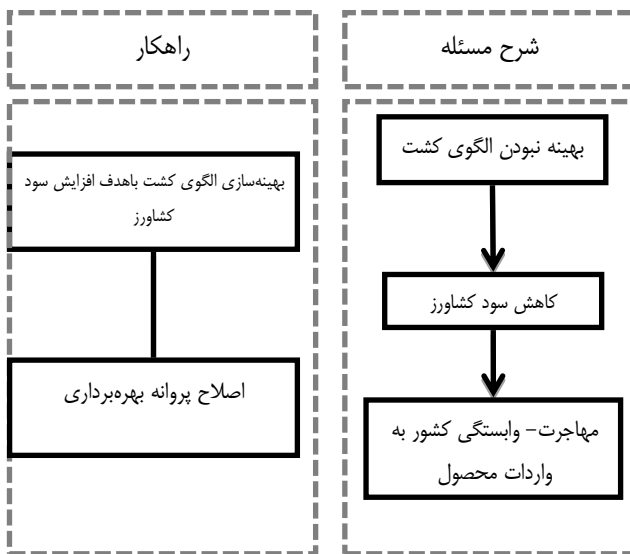 شرح مسئله
بهینه نبودن الگوی کشت
کاهش سود کشاورز
مهاجرت- وابستگی کشور به
واردات محصول
راهکار
بهینه‌سازی الگوی کشت باهدف افزایش سود
کشاورز
اصلاح پروانه بهره‌برداری